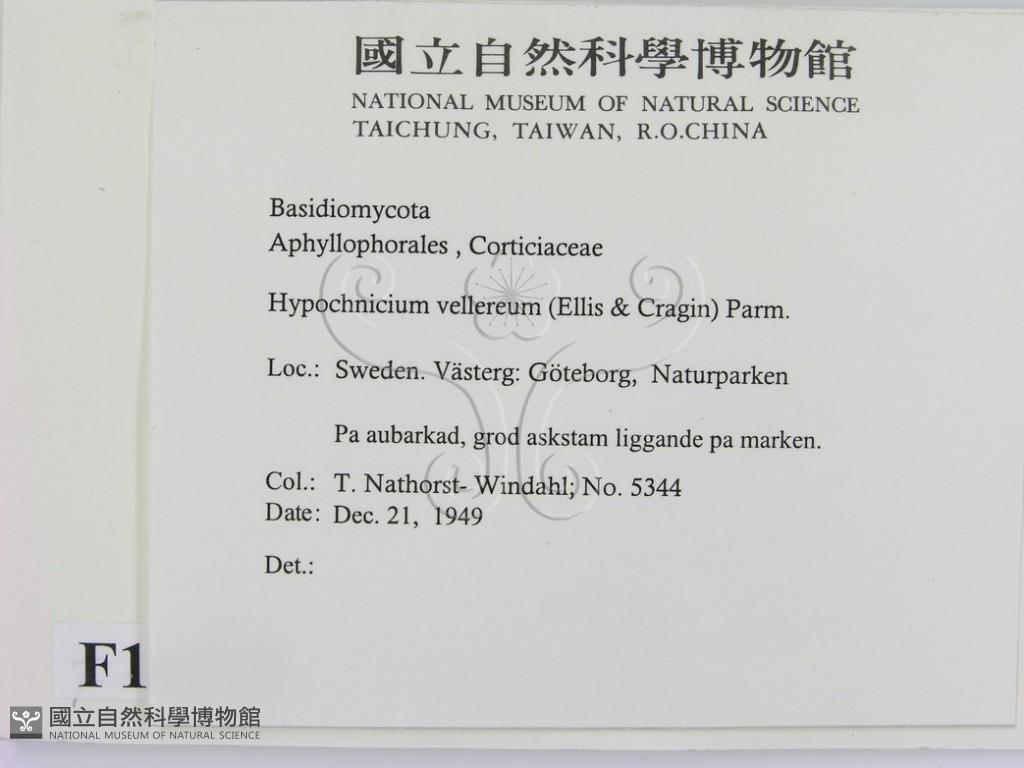 國立自然科學博物館
NATIONAL MUSEUM OF NATURAL SCIENCE
TAICHUNG, TAIWAN, R.O.CHINA
Basidiomycota
Aphyllophorales , Corticiaceae
Hypochnicium vellereum (Ellis & Cragin) Parm.
Loc.: Sweden. Västerg: Göteborg, Naturparken
Pa aubarkad, grod askstam liggande pa marken.
Col.: T. Nathorst- Windahl; No. 5344
Date: Dec. 21, 1949
Det.:
F1
國立自然科學博物館
NATIONAL MUSEUM OF NATURAL SCIENCE